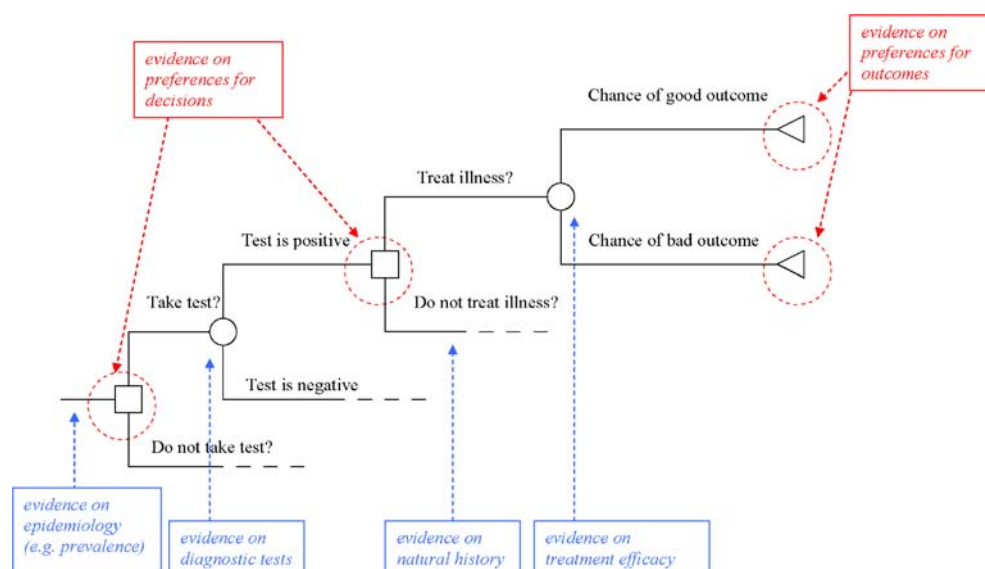 evidence on
preferences for
decisions
evidence on
preferences for
outcomes
Chance of good outcome
Treat illness?
Test is positive
Chance of bad outcome
Take test?
Do not treat illness?
Test is negative
Do not take test?
evidence on
epidemiology
(e.g. prevalence)
evidence on
diagnostic tests
evidence on
natural history
evidence on
treatment efficacy